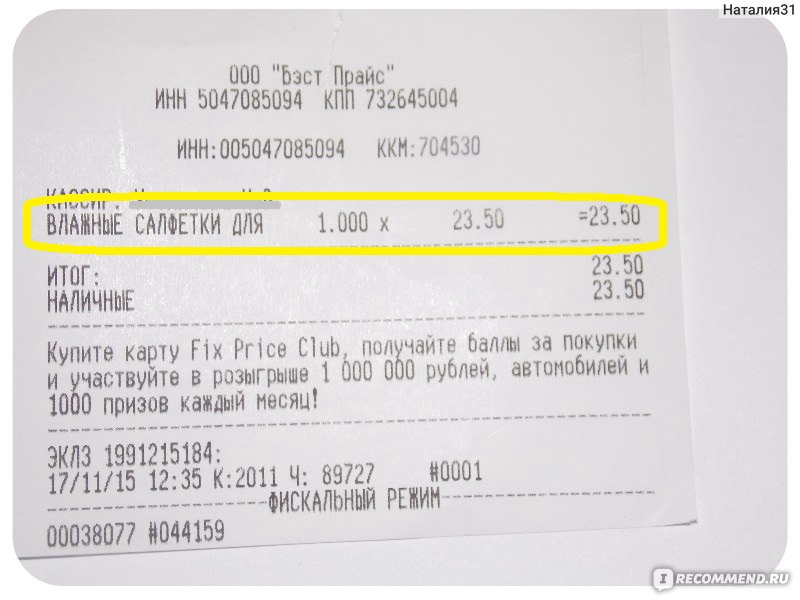 Наталия31
ООО "Бэст Прайс"
ИНН 5047085094 КПП 732645004
ИНН:005047085094 ККМ:704530
КАССИР:
ВЛАЖНЫЕ САЛФЕТКИ ДЛЯ 1.000 x 23.50 =23.50
ИТОГ: 23.50
НАЛИЧНЫЕ 23.50
Купите карту Fix Price Club, получайте баллы за покупки
и участвуйте в розыгрыше 1 000 000 рублей, автомобилей и
1000 призов каждый месяц!
ЭКЛЗ 1991215184:
17/11/15 12:35 К:2011 Ч: 89727 #0001
ФИСКАЛЬНЫЙ РЕЖИМ
00038077 #044159
I RECOMMEND.RU